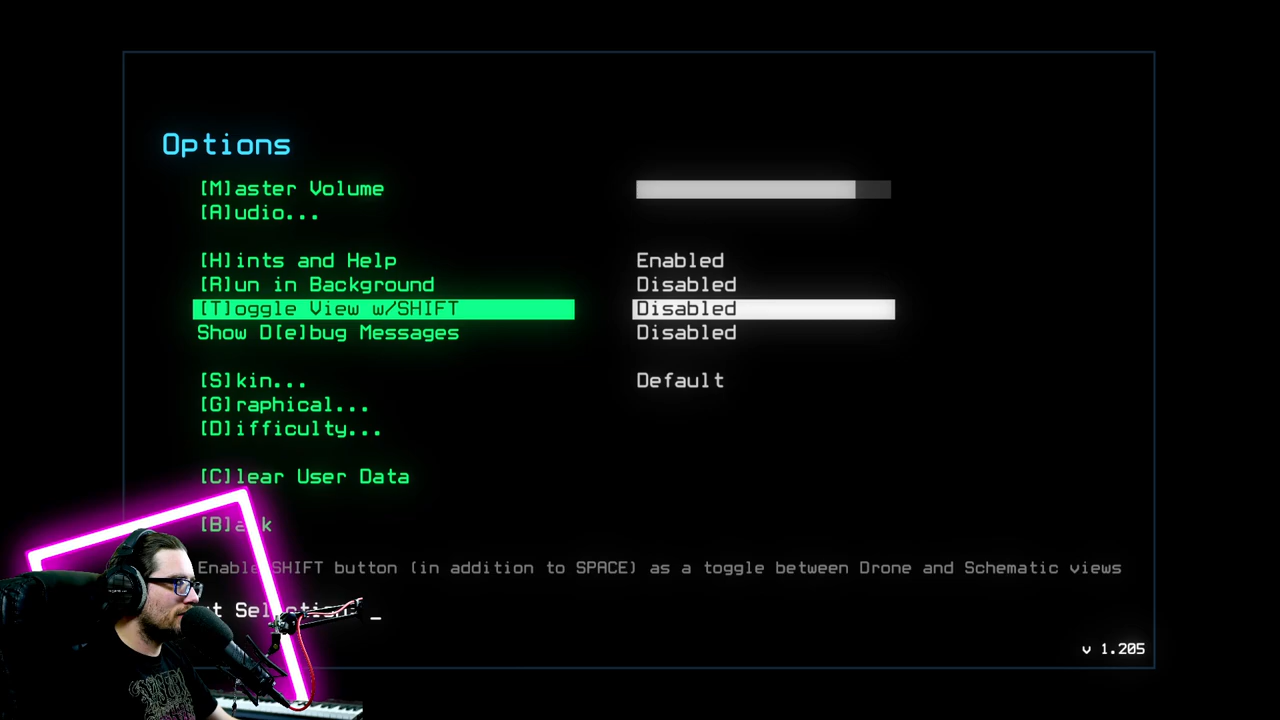 Options
[M]aster Volume
[A]udio...
[H]ints and Help Enabled
[R]un in Background Disabled
[T]oggle View w/SHIFT Disabled
Show D[e]bug Messages Disabled
[S]kin... Default
[G]raphical...
[D]ifficulty...
[C]lear User Data
[B]ack
Enable SHIFT button (in addition to SPACE) as a toggle between Drone and Schematic views
_
v 1.205